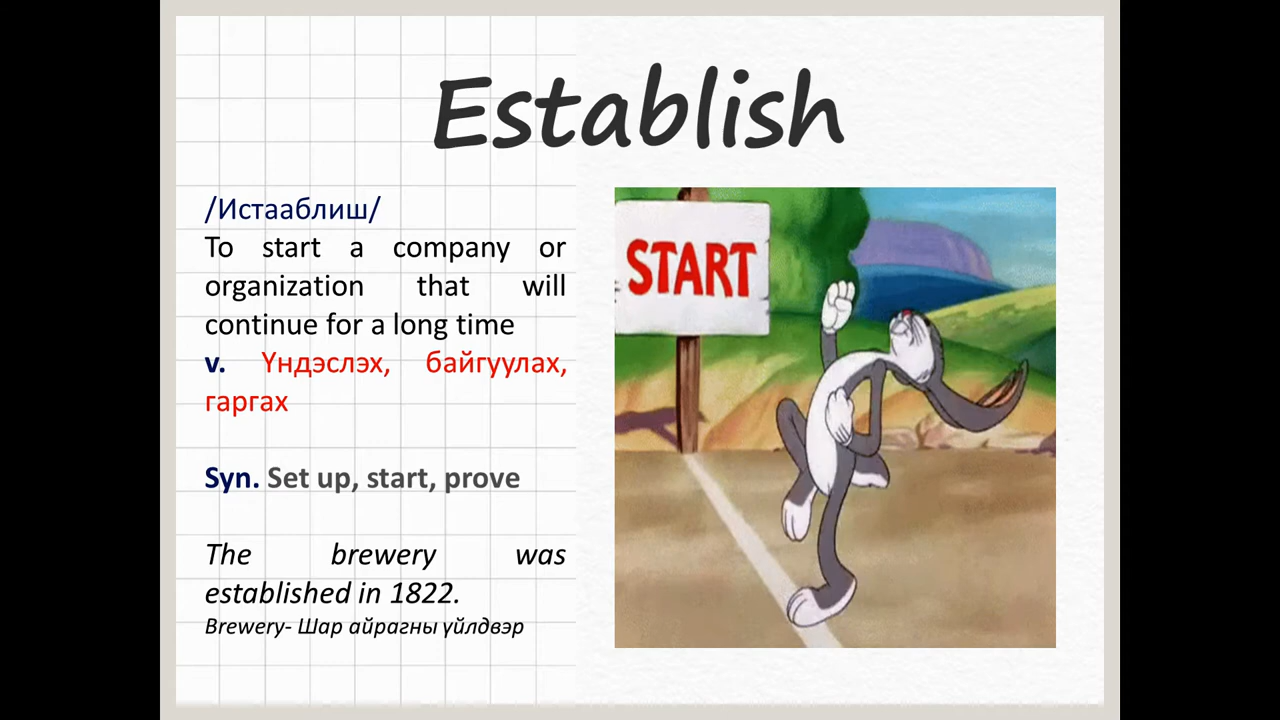 Establish
/Истааблиш/
To start a company or
organization that will
continue for a long time
v. Үндэслэх, байгуулах,
гаргах
Syn. Set up, start, prove
The brewery was
established in 1822.
Brewery- Шар айрагны үйлдвэр
START